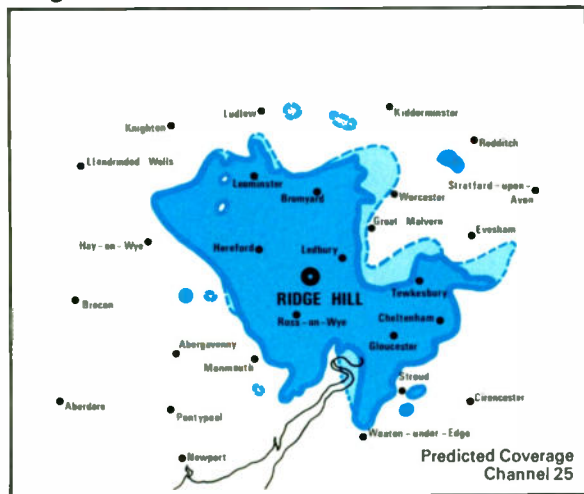 Ludlow
Kidderminster
Knighton
Redditch
Llandrindod Wells
Leominster
Stratford-upon-
Avon
Bromyard
Worcester
Great Malvern
Evesham
Hay-on-Wye
Hereford
Ledbury
RIDGE HILL
Tewkesbury
Brecon
Ross-on-Wye
Cheltenham
Gloucester
Abergavenny
Monmouth
Stroud
Aberdare
Cirencester
Pontypool
Wootton-under-Edge
Newport
Predicted Coverage
Channel 25